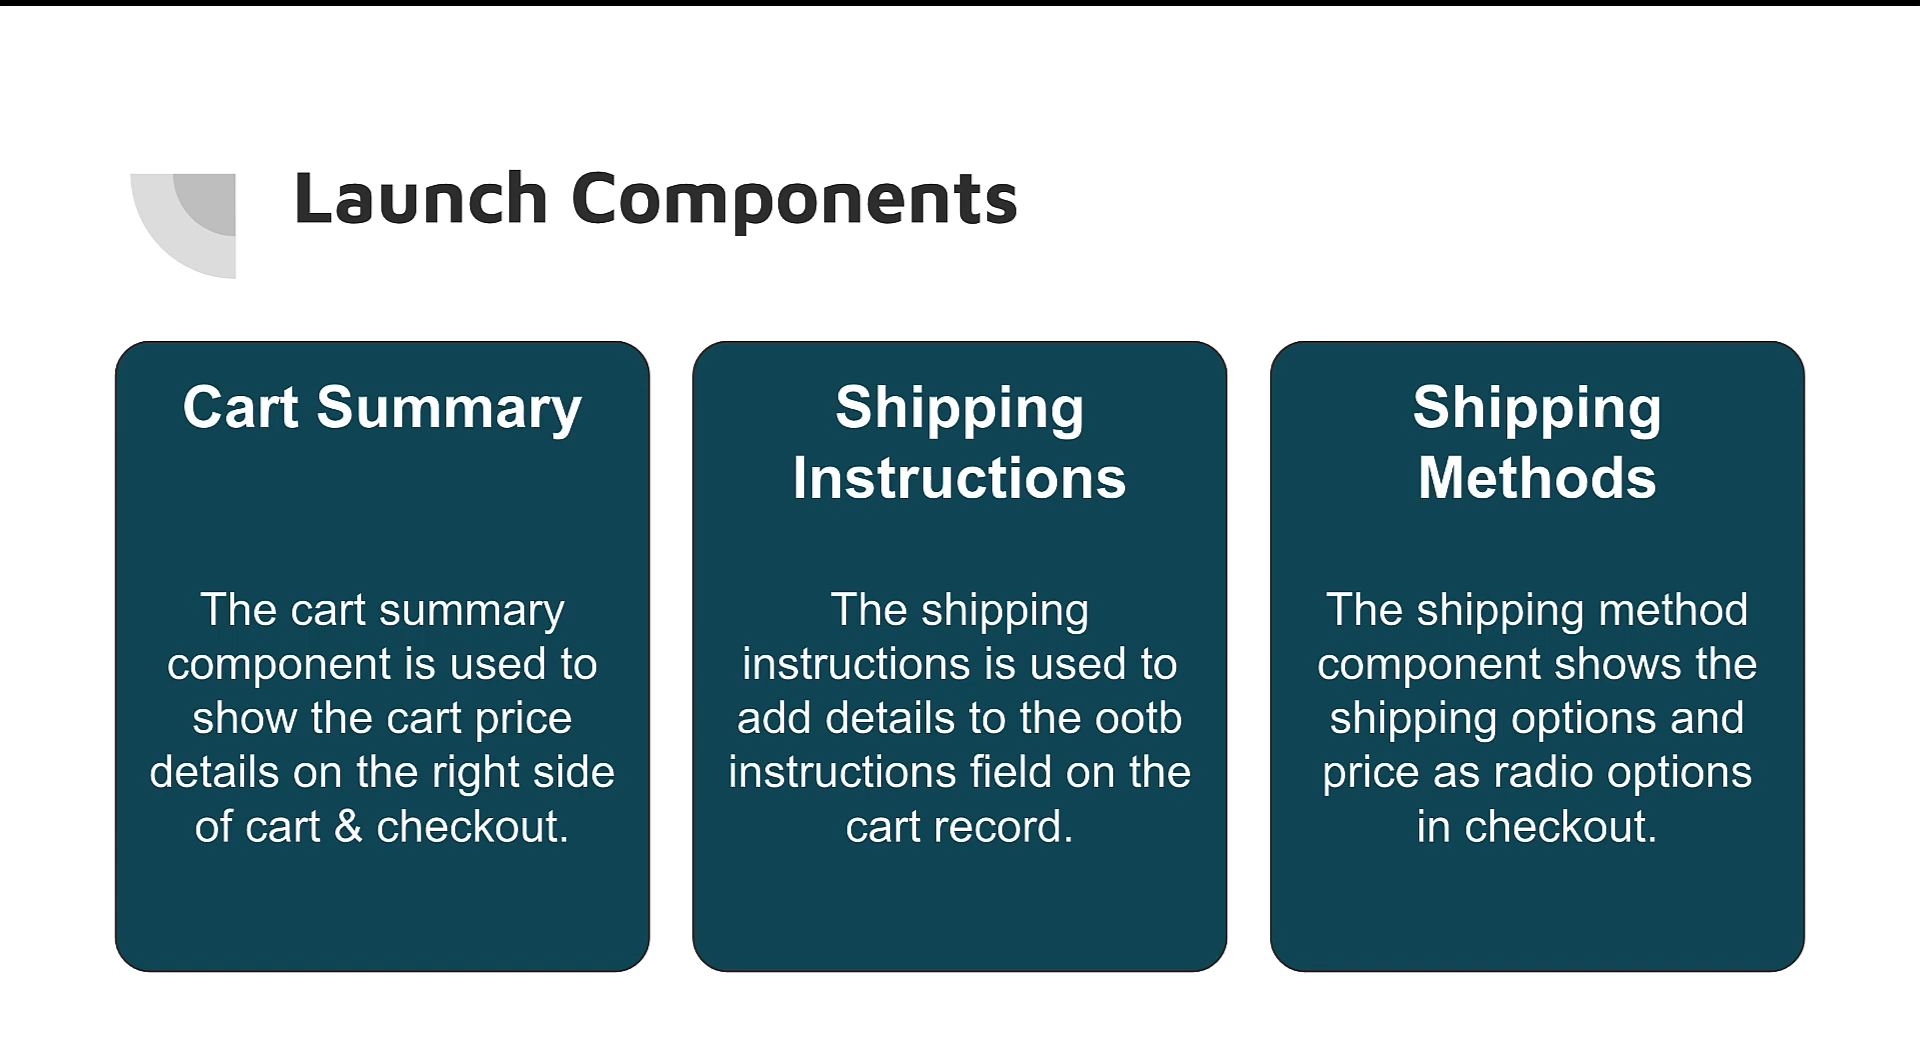 Launch Components
Cart Summary
The cart summary
component is used to
show the cart price
details on the right side
of cart & checkout.
Shipping
Instructions
The shipping
instructions is used to
add details to the ootb
instructions field on the
cart record.
Shipping
Methods
The shipping method
component shows the
shipping options and
price as radio options
in checkout.